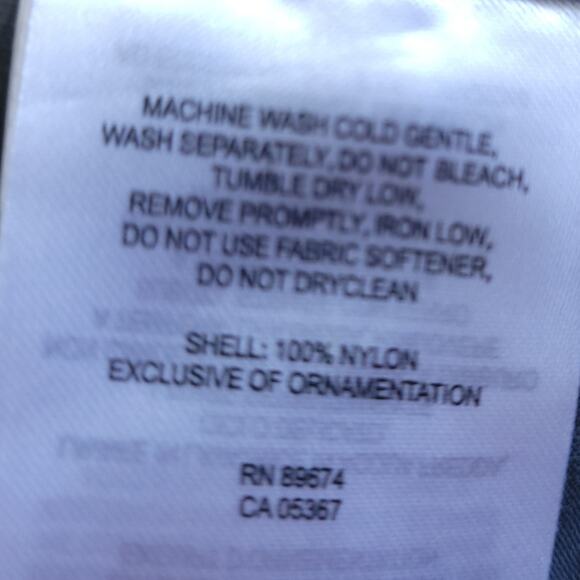 MACHINE WASH COLD GENTLE,
WASH SEPARATELY, DO NOT BLEACH,
TUMBLE DRY LOW,
REMOVE PROMPTLY, IRON LOW,
DO NOT USE FABRIC SOFTENER,
DO NOT DRYCLEAN
SHELL: 100% NYLON
EXCLUSIVE OF ORNAMENTATION
RN 89674
CA 05367